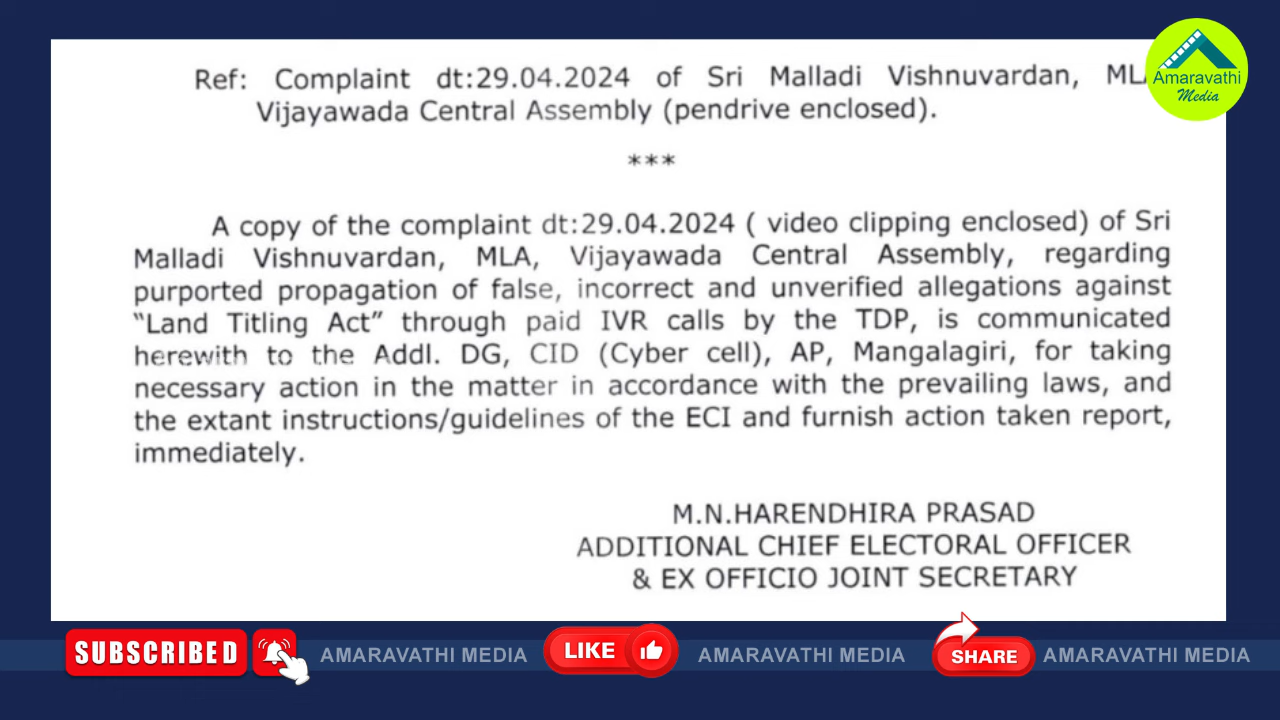 Ref: Complaint dt:29.04.2024 of Sri Malladi Vishnuvardan,
Vijayawada Central Assembly (pendrive enclosed).
Amaravathi
Media
***
A copy of the complaint dt:29.04.2024 ( video clipping enclosed) of Sri
Malladi Vishnuvardan, MLA, Vijayawada Central Assembly, regarding
purported propagation of false, incorrect and unverified allegations against
“Land Titling Act” through paid IVR calls by the TDP, is communicated
herewith to the Addl. DG, CID (Cyber cell), AP, Mangalagiri, for taking
necessary action in the matter in accordance with the prevailing laws, and
the extant instructions/guidelines of the ECI and furnish action taken report,
immediately.
M.N.HARENDHIRA PRASAD
ADDITIONAL CHIEF ELECTORAL OFFICER
& EX OFFICIO JOINT SECRETARY
SUBSCRIBED AMARAVATHI MEDIA LIKE AMARAVATHI MEDIA SHARE AMARAVATHI MEDIA